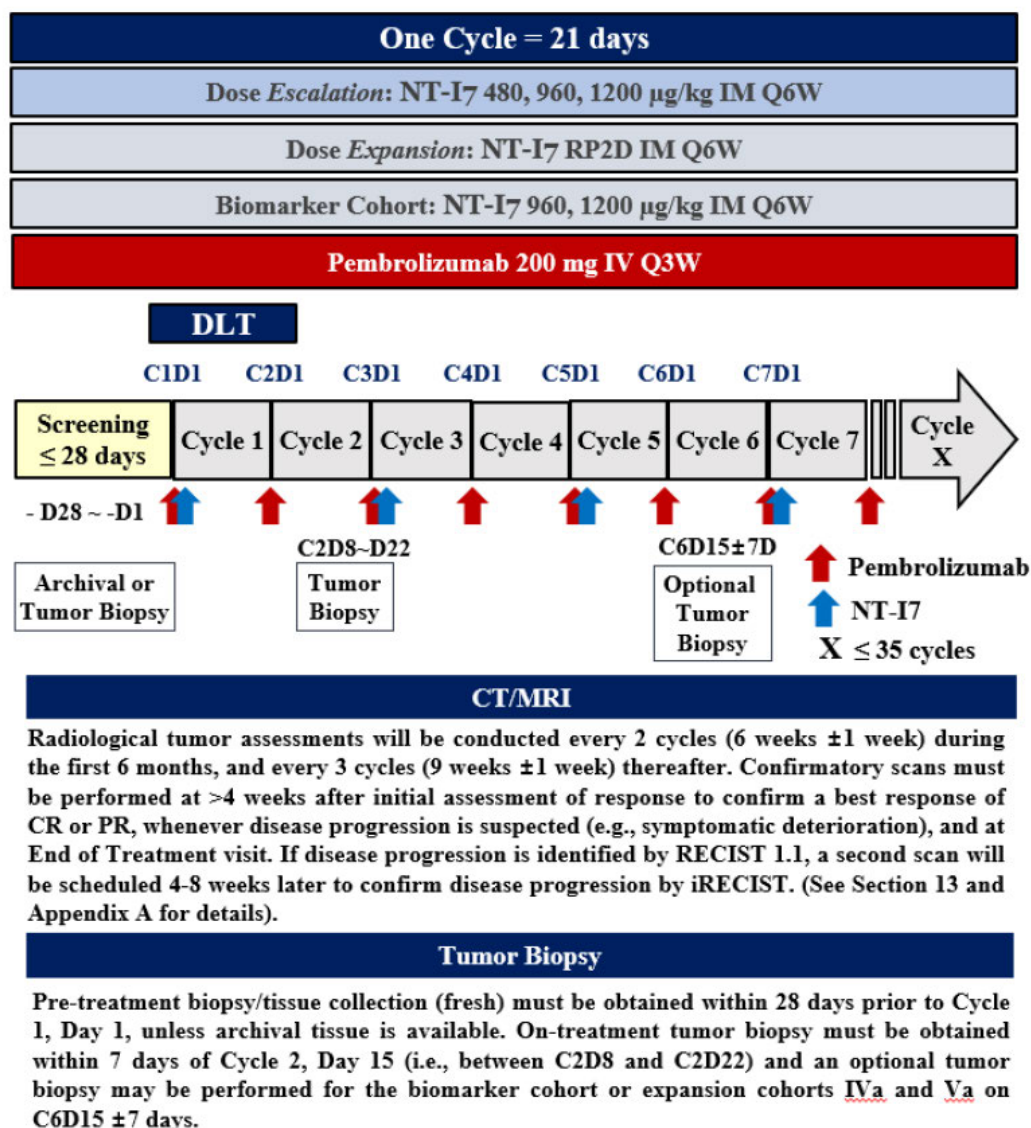 One Cycle = 21 days
Dose Escalation: NT-I7 480, 960, 1200 µg/kg IM Q6W
Dose Expansion: NT-I7 RP2D IM Q6W
Biomarker Cohort: NT-I7 960, 1200 µg/kg IM Q6W
Pembrolizumab 200 mg IV Q3W
DLT
C1D1 C2D1 C3D1 C4D1 C5D1 C6D1 C7D1
Screening
≤ 28 days
Cycle 1 Cycle 2 Cycle 3 Cycle 4 Cycle 5 Cycle 6 Cycle 7
Cycle
X
- D28 ~ -D1
Archival or
Tumor Biopsy
C2D8~D22
Tumor
Biopsy
C6D15±7D
Optional
Tumor
Biopsy
Pembrolizumab
NT-I7
X ≤ 35 cycles
CT/MRI
Radiological tumor assessments will be conducted every 2 cycles (6 weeks ±1 week) during
the first 6 months, and every 3 cycles (9 weeks ±1 week) thereafter. Confirmatory scans must
be performed at >4 weeks after initial assessment of response to confirm a best response of
CR or PR, whenever disease progression is suspected (e.g., symptomatic deterioration), and at
End of Treatment visit. If disease progression is identified by RECIST 1.1, a second scan will
be scheduled 4-8 weeks later to confirm disease progression by iRECIST. (See Section 13 and
Appendix A for details).
Tumor Biopsy
Pre-treatment biopsy/tissue collection (fresh) must be obtained within 28 days prior to Cycle
1, Day 1, unless archival tissue is available. On-treatment tumor biopsy must be obtained
within 7 days of Cycle 2, Day 15 (i.e., between C2D8 and C2D22) and an optional tumor
biopsy may be performed for the biomarker cohort or expansion cohorts IVa and Va on
C6D15 ±7 days.